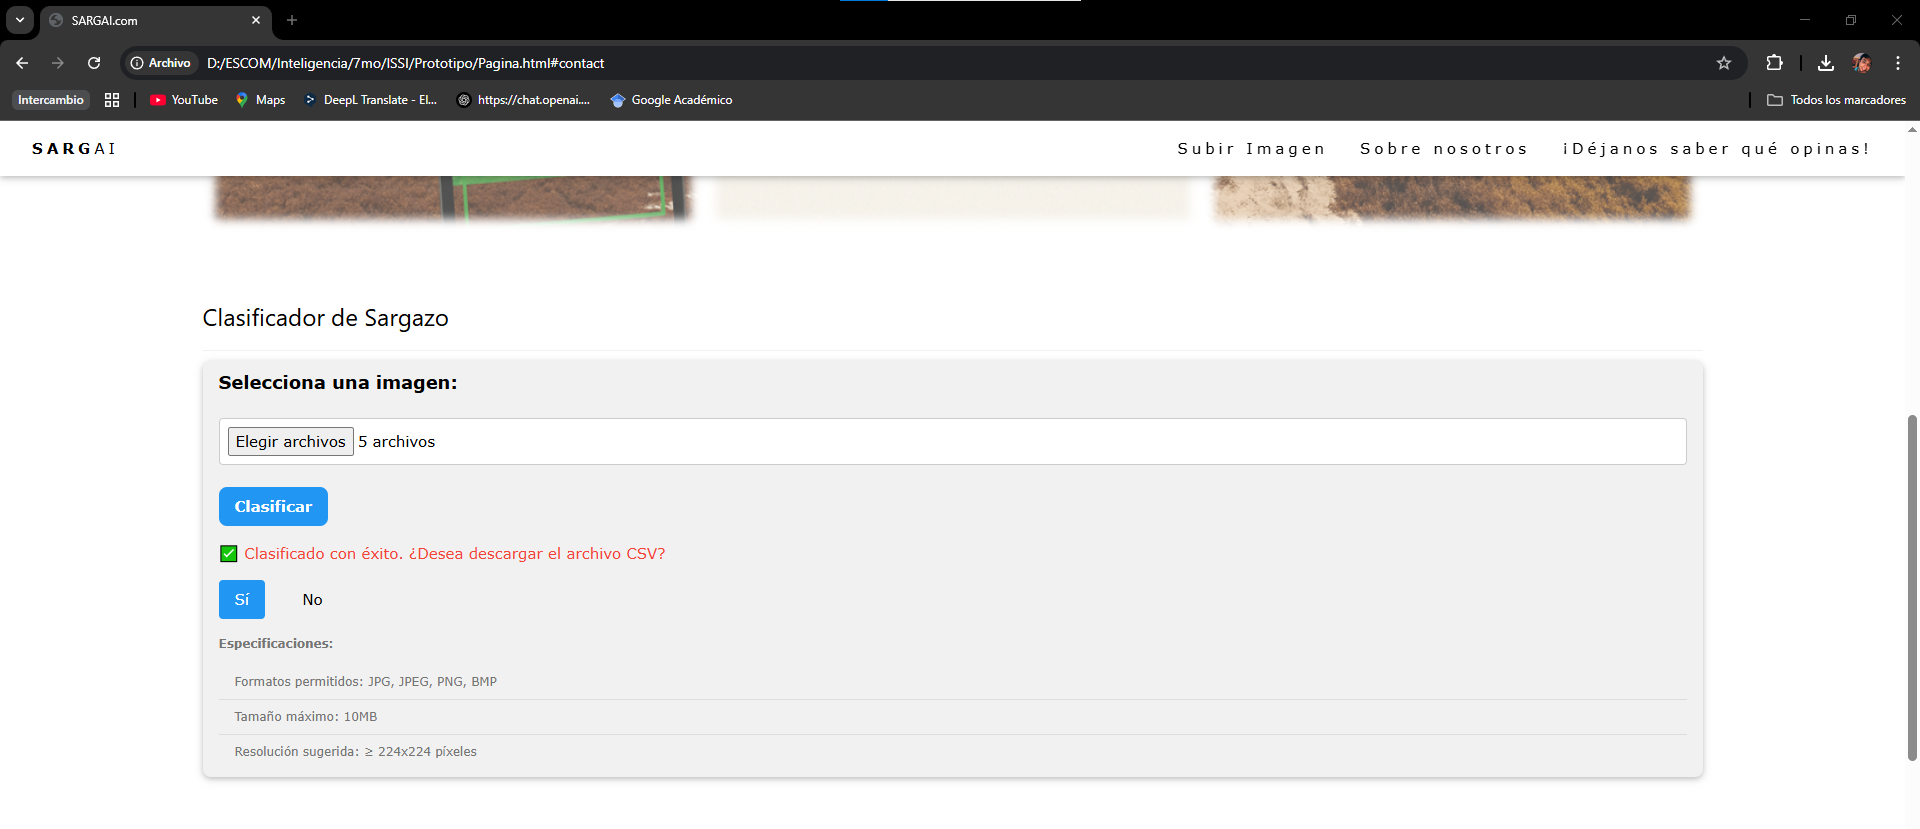 SARGAI.com
Archivo D:/ESCOM/Inteligencia/7mo/ISSI/Prototipo/Pagina.html#contact
Intercambio YouTube Maps DeepL Translate - El... https://chat.openai.... Google Académico Todos los marcadores
SARGAI Subir Imagen Sobre nosotros ¡Déjanos saber qué opinas!
Clasificador de Sargazo
Selecciona una imagen:
Elegir archivos 5 archivos
Clasificar
✅ Clasificado con éxito. ¿Desea descargar el archivo CSV?
Sí No
Especificaciones:
Formatos permitidos: JPG, JPEG, PNG, BMP
Tamaño máximo: 10MB
Resolución sugerida: ≥ 224x224 píxeles